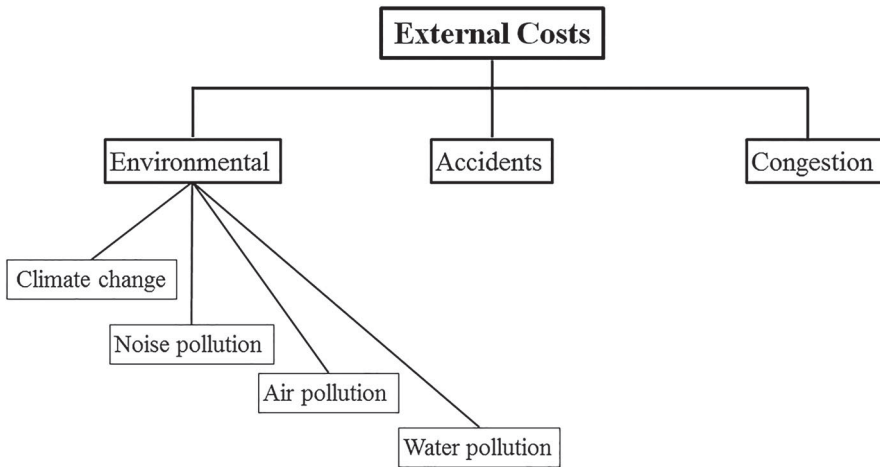 External Costs
Environmental
Accidents
Congestion
Climate change
Noise pollution
Air pollution
Water pollution